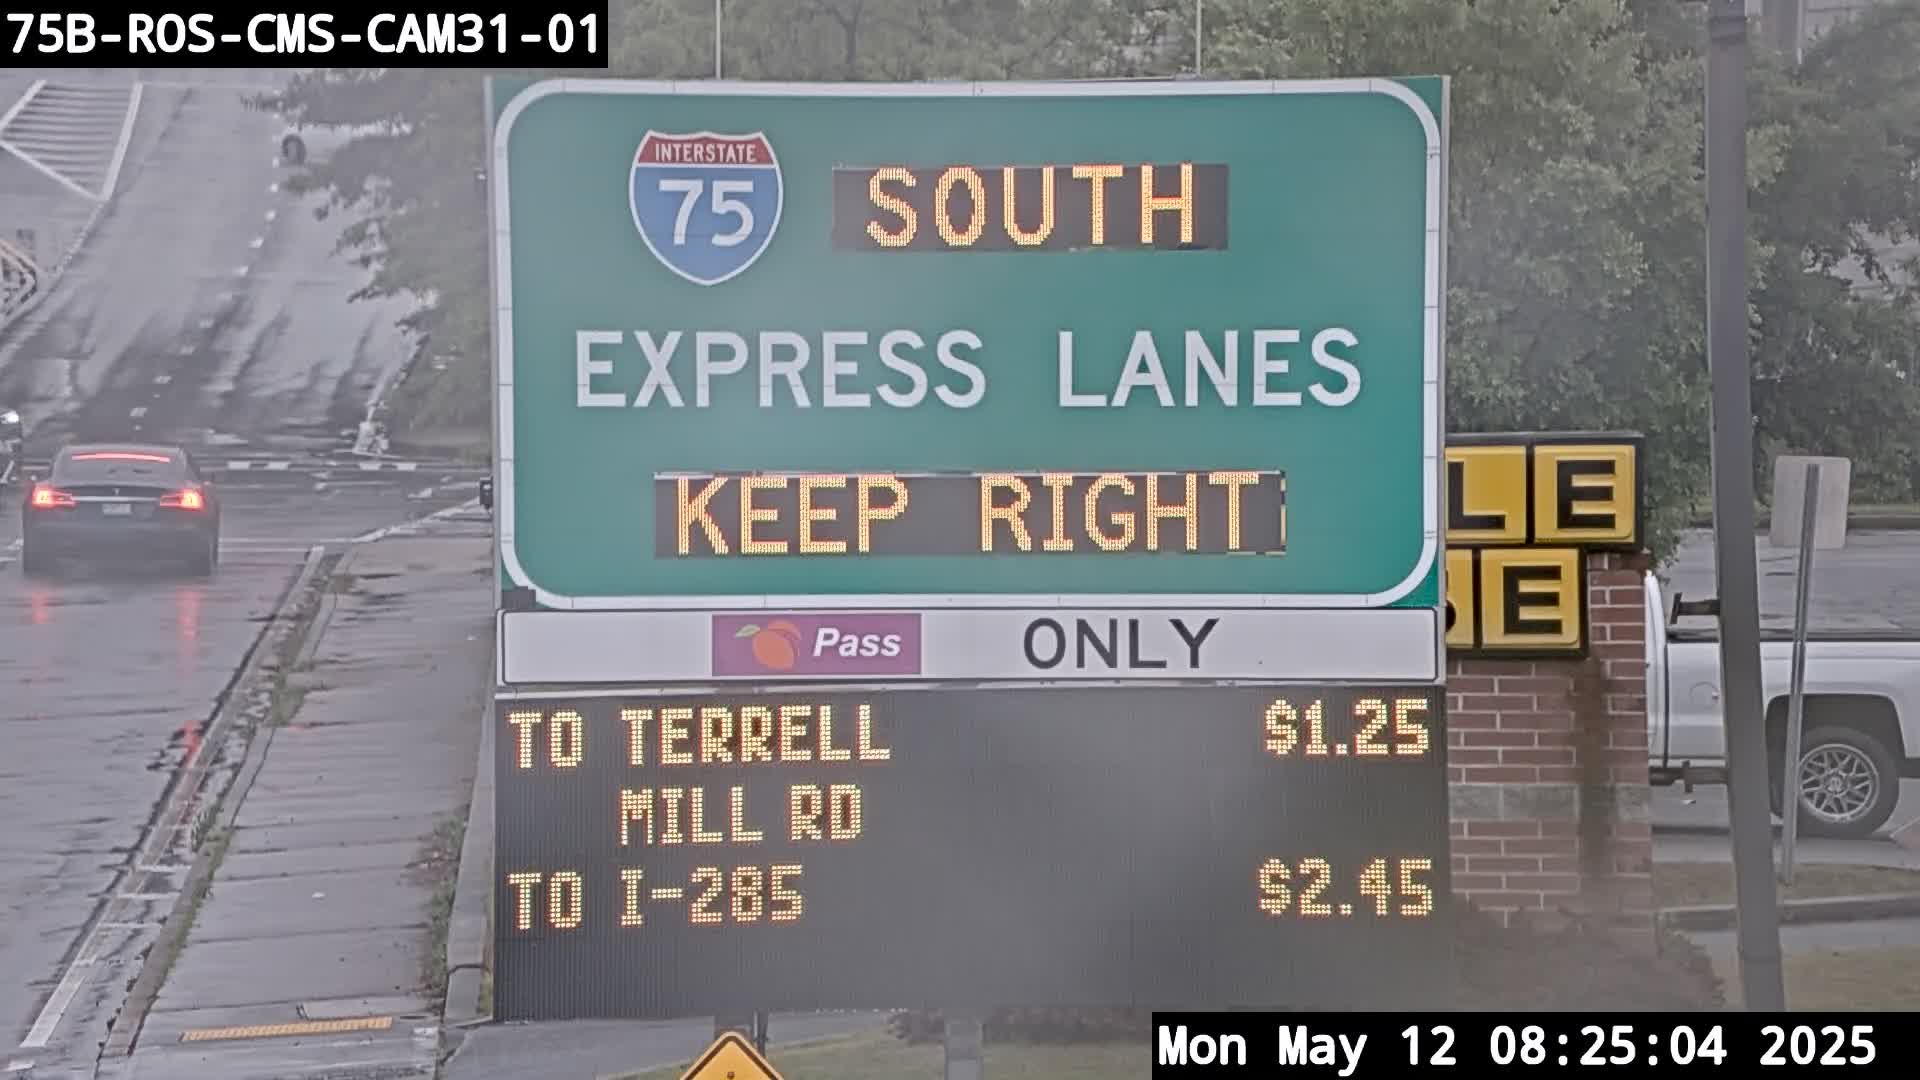 75B-ROS-CMS-CAM31-01
INTERSTATE
75
SOUTH
EXPRESS LANES
KEEP RIGHT
Pass ONLY
TO TERRELL $1.25
MILL RD
TO I-285 $2.45
LE
E
Mon May 12 08:25:04 2025